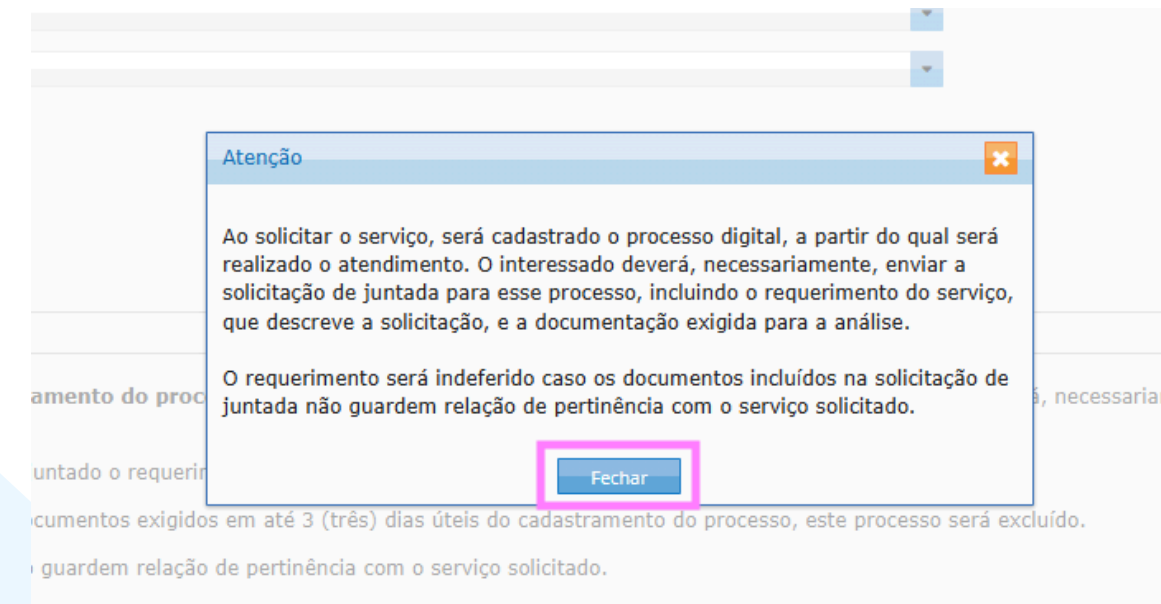 Atenção
Ao solicitar o serviço, será cadastrado o processo digital, a partir do qual será
realizado o atendimento. O interessado deverá, necessariamente, enviar a
solicitação de juntada para esse processo, incluindo o requerimento do serviço,
que descreve a solicitação, e a documentação exigida para a análise.
O requerimento será indeferido caso os documentos incluídos na solicitação de
juntada não guardem relação de pertinência com o serviço solicitado.
Fechar
amento do proc
untado o requerir
exigidos em até 3 (três) dias úteis do cadastramento do processo, este processo será excluído.
guardem relação de pertinência com o serviço solicitado.